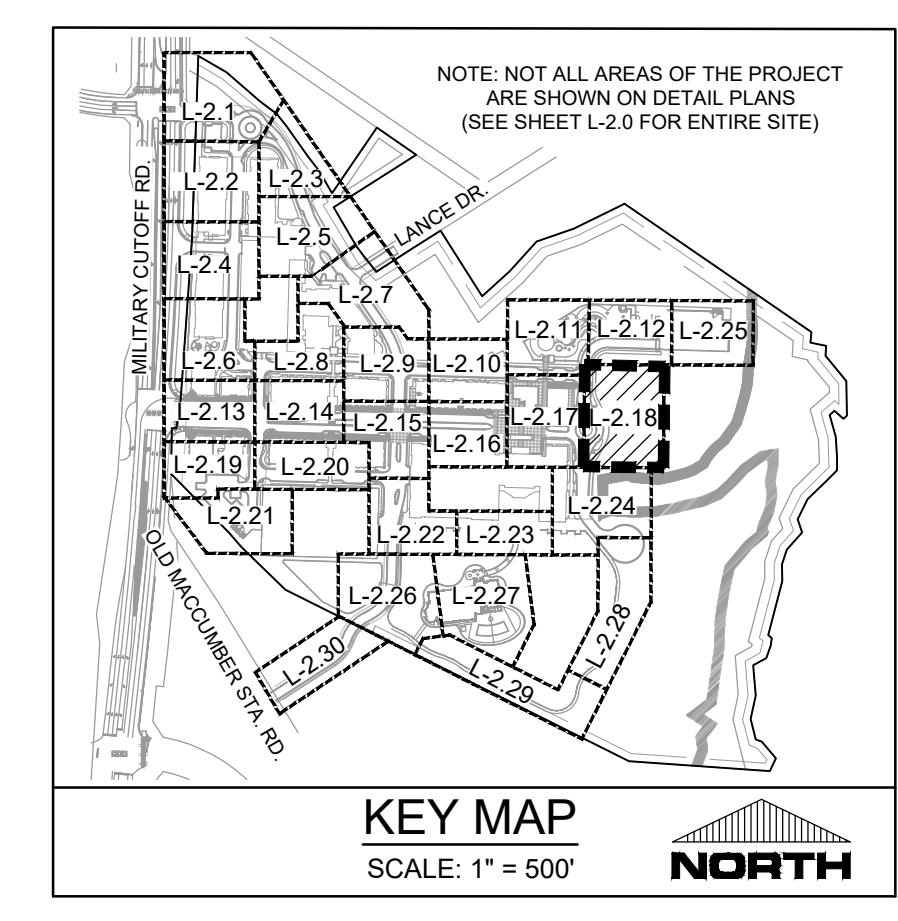 NOTE: NOT ALL AREAS OF THE PROJECT
ARE SHOWN ON DETAIL PLANS
(SEE SHEET L-2.0 FOR ENTIRE SITE)
MILITARY CUTOFF RD.
LANCE DR.
OLD MACCUMBER STA. RD.
L-2.1
L-2.2
L-2.3
L-2.4
L-2.5
L-2.7
L-2.6
L-2.8
L-2.9
L-2.10
L-2.11
L-2.12
L-2.25
L-2.13
L-2.14
L-2.15
L-2.16
L-2.17
L-2.18
L-2.19
L-2.20
L-2.21
L-2.22
L-2.23
L-2.24
L-2.26
L-2.27
L-2.28
L-2.29
L-2.30
KEY MAP
SCALE: 1" = 500'
NORTH